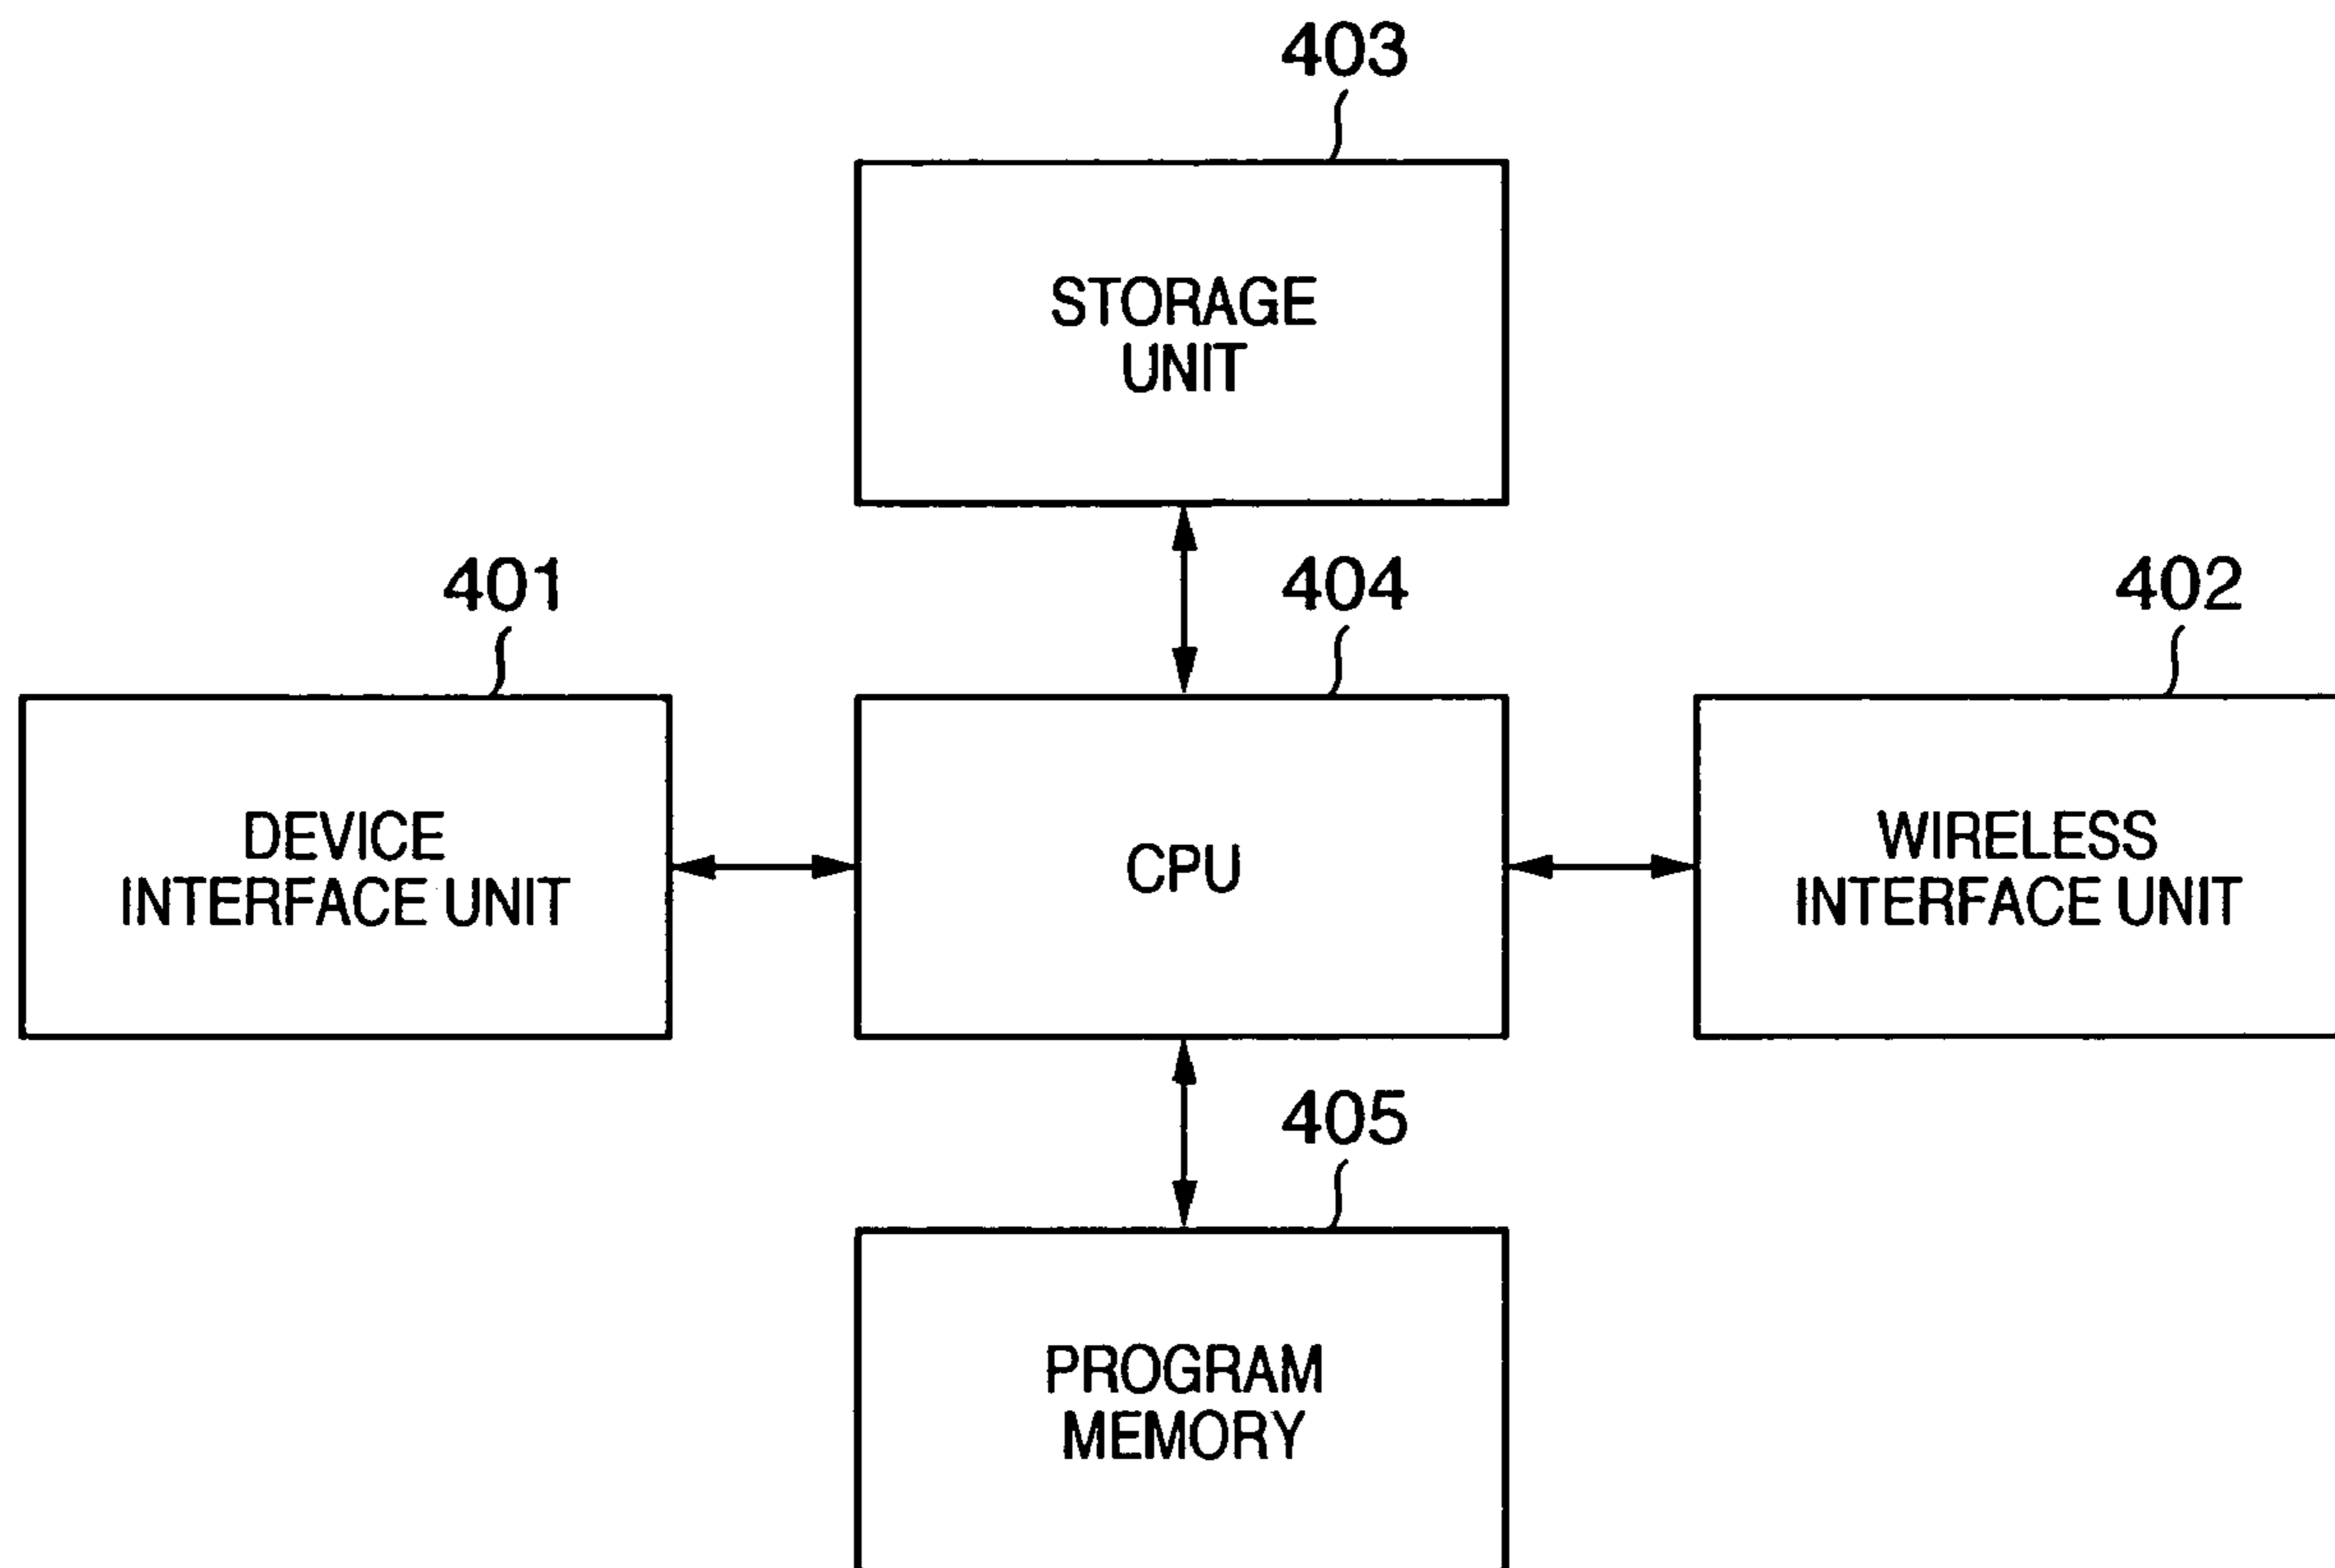 403
STORAGE
UNIT
401
404
402
DEVICE
INTERFACE UNIT
CPU
WIRELESS
INTERFACE UNIT
405
PROGRAM
MEMORY